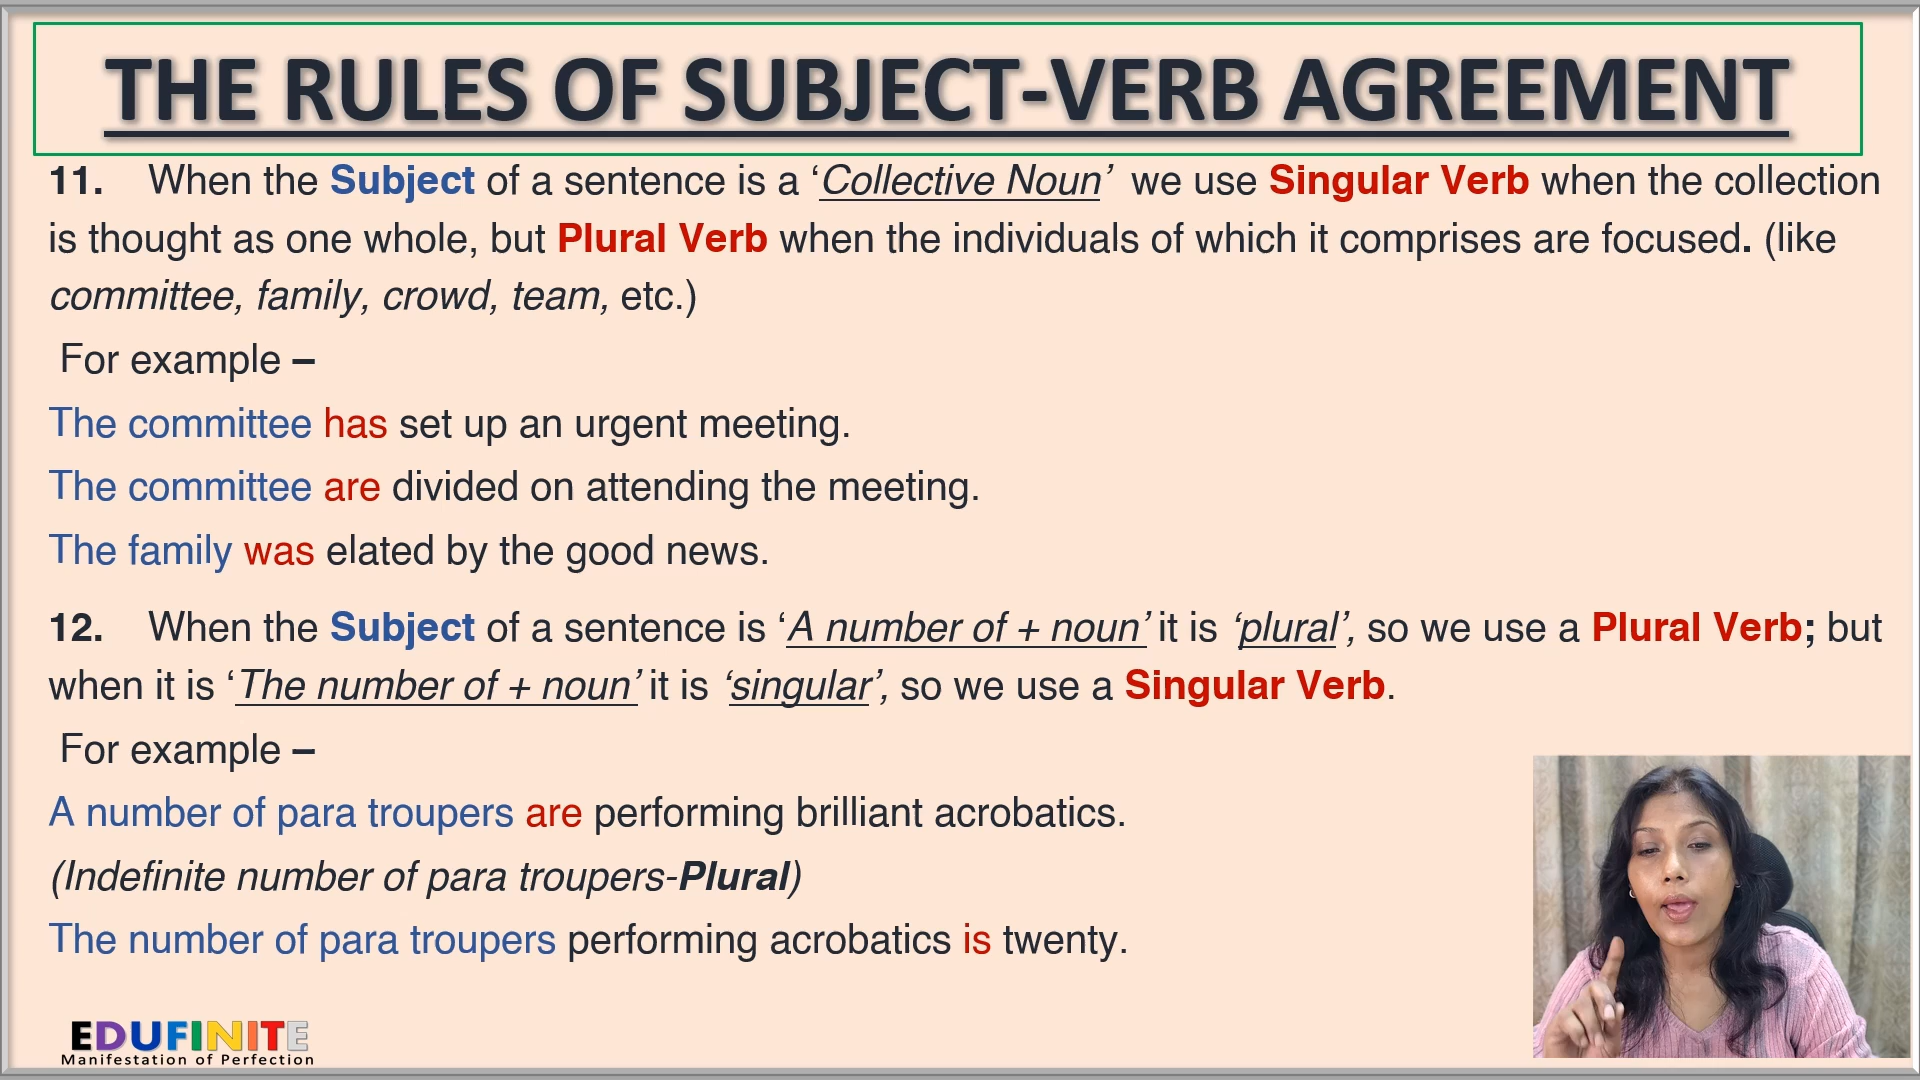 THE RULES OF SUBJECT-VERB AGREEMENT
11. When the Subject of a sentence is a ‘Collective Noun’ we use Singular Verb when the collection
is thought as one whole, but Plural Verb when the individuals of which it comprises are focused. (like
committee, family, crowd, team, etc.)
For example –
The committee has set up an urgent meeting.
The committee are divided on attending the meeting.
The family was elated by the good news.
12. When the Subject of a sentence is ‘A number of + noun’ it is ‘plural’, so we use a Plural Verb; but
when it is ‘The number of + noun’ it is ‘singular’, so we use a Singular Verb.
For example –
A number of para troupers are performing brilliant acrobatics.
(Indefinite number of para troupers-Plural)
The number of para troupers performing acrobatics is twenty.
EDUFINITE
Manifestation of Perfection